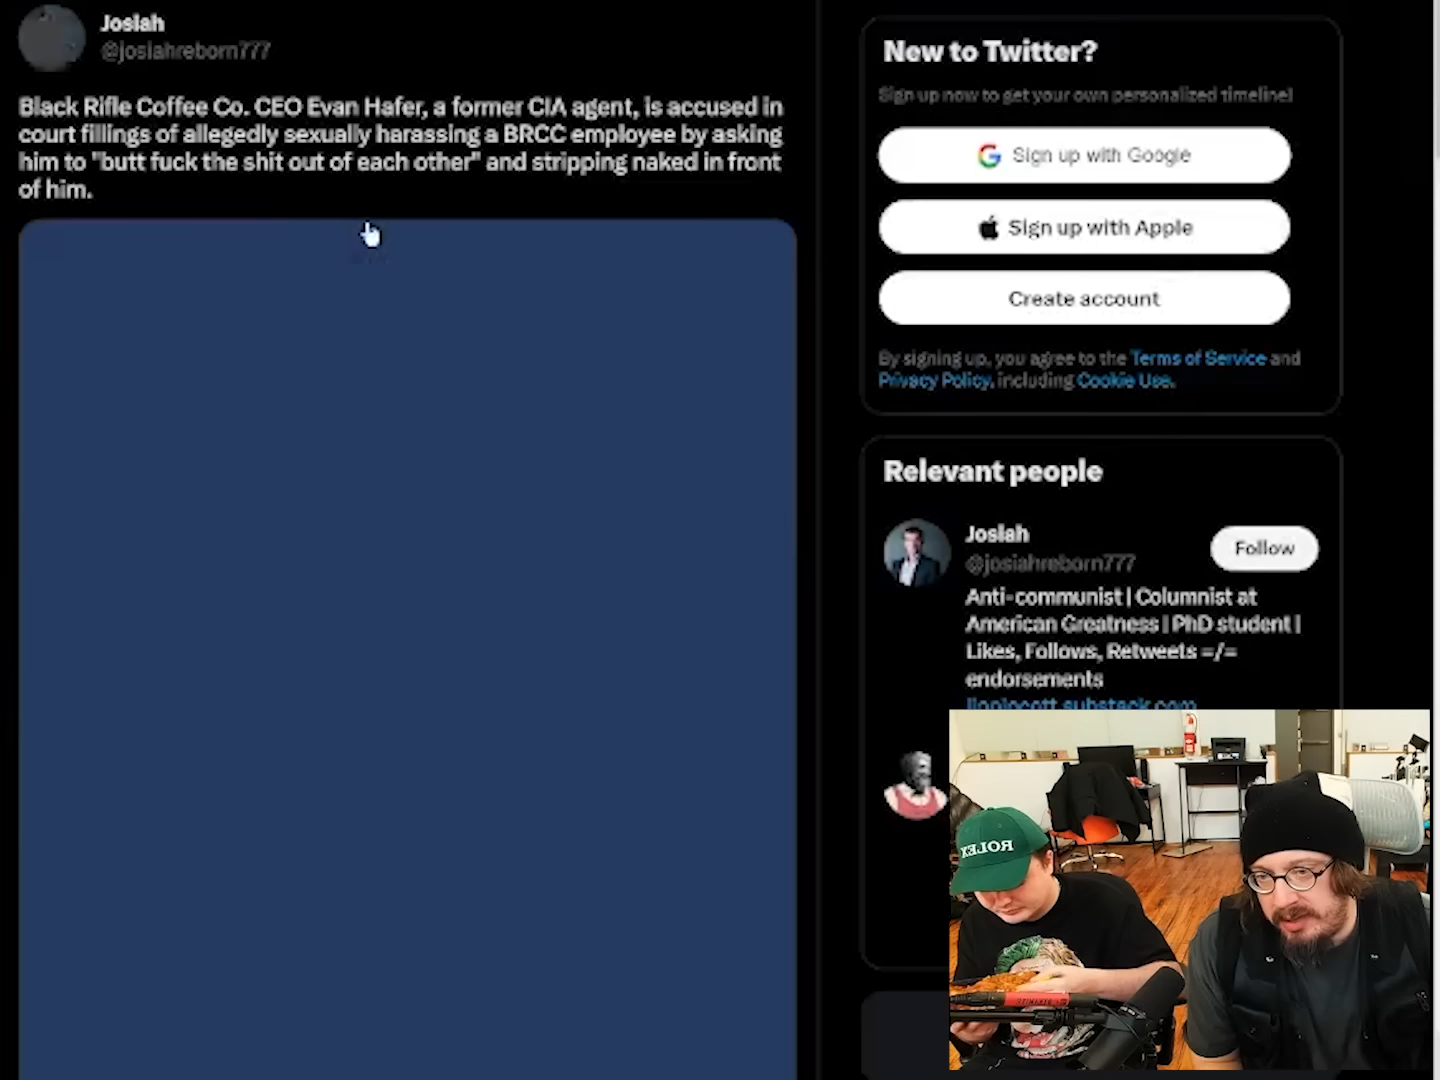 Josiah
@josiahreborn777
Black Rifle Coffee Co. CEO Evan Hafer, a former CIA agent, is accused in
court fillings of allegedly sexually harassing a BRCC employee by asking
him to "butt fuck the shit out of each other" and stripping naked in front
of him.
New to Twitter?
Sign up now to get your own personalized timeline!
Sign up with Google
Sign up with Apple
Create account
By signing up, you agree to the Terms of Service and
Privacy Policy, including Cookie Use.
Relevant people
Josiah
@josiahreborn777
Follow
Anti-communist | Columnist at
American Greatness | PhD student |
Likes, Follows, Retweets =/=
endorsements
ROLEX